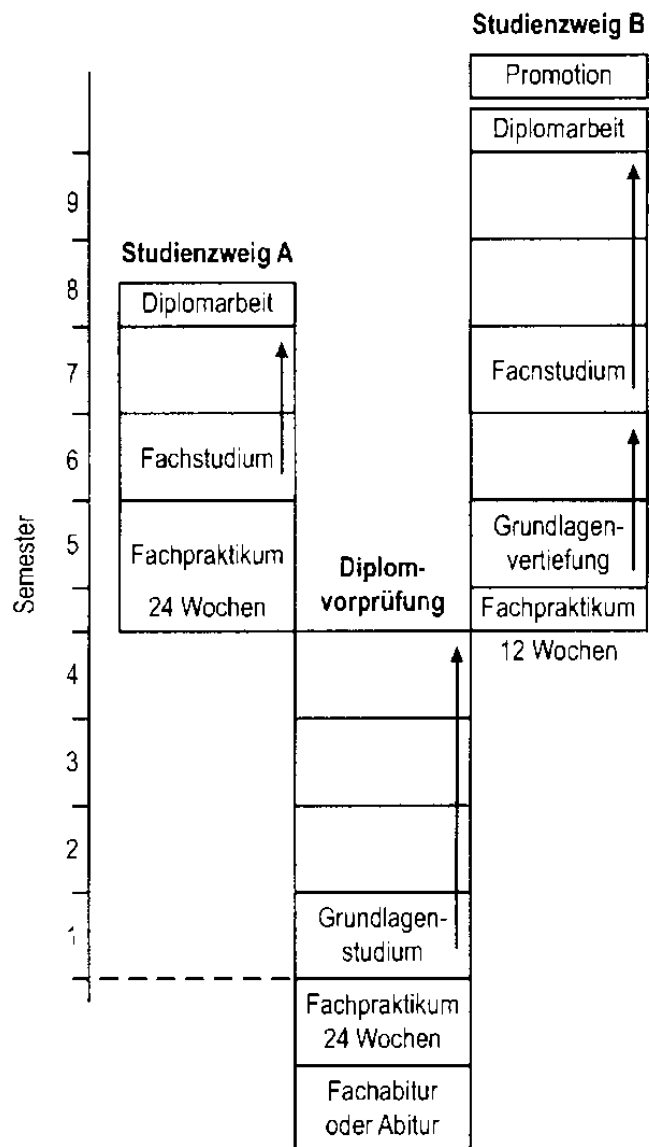 Studienzweig B
Promotion
Diplomarbeit
9
Studienzweig A
8
Diplomarbeit
7
Facnstudium
6
Fachstudium
Semester
5
Fachpraktikum
24 Wochen
Diplom-
vorprüfung
Grundlagen-
vertiefung
Fachpraktikum
12 Wochen
4
3
2
1
Grundlagen-
studium
Fachpraktikum
24 Wochen
Fachabitur
oder Abitur